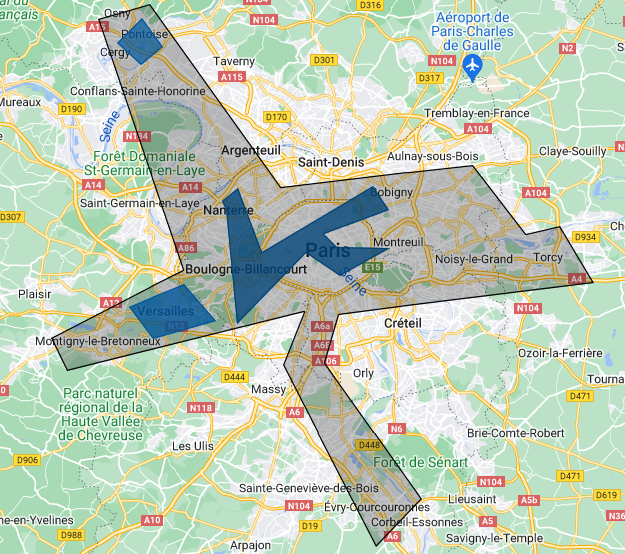 Osny
D316
Aéroport de
Paris-Charles
de Gaulle
N104
A15
Pontoise
N104
Cergy
Taverny
D301
N104
N2
A115
D317
Conflans-Sainte-Honorine
Mureaux
D190
Seine
D170
Tremblay-en-France
A104
N184
Argenteuil
Forêt Domaniale
St-Germain-en-Laye
Saint-Denis
Aulnay-sous-Bois
Claye-Souilly
A14
A14
Bobigny
A104
Saint-Germain-en-Laye
Nanterre
D307
D934
A86
Paris
Montreuil
Noisy-le-Grand
Torcy
Boulogne-Billancourt
E15
Seine
A4
Plaisir
A12
Versailles
N12
N104
Montigny-le-Bretonneux
A6a
Créteil
A6B
A106
Ozoir-la-Ferrière
D444
Massy
Orly
Tourna
Parc naturel
régional de la
Haute Vallée
de Chevreuse
N118
A6
D471
N6
Brie-Comte-Robert
Les Ulis
D448
D906
Forêt de Sénart
D471
Sainte-Geneviève-des-Bois
N104
Lieusaint
A5b
D619
N104
Évry-Courcouronnes
ne-en-Yvelines
A10
D19
Corbeil-Essonnes
A5
N36
D988
Arpajon
A6
Savigny-le-Temple